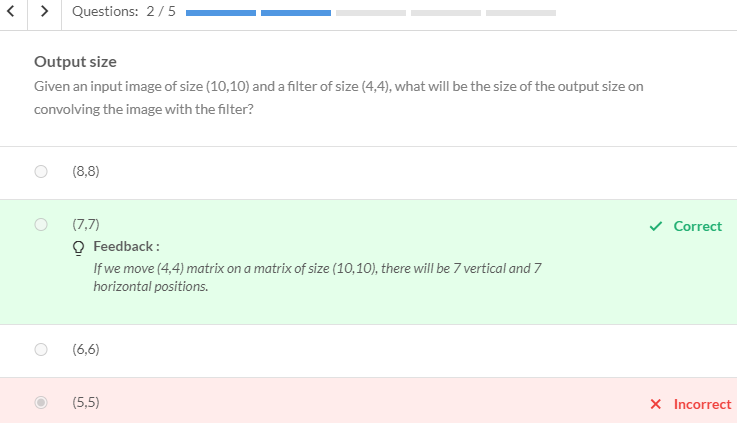 Questions: 2 / 5
Output size
Given an input image of size (10,10) and a filter of size (4,4), what will be the size of the output size on
convolving the image with the filter?
(8,8)
(7,7)
Correct
Feedback :
If we move (4,4) matrix on a matrix of size (10,10), there will be 7 vertical and 7
horizontal positions.
(6,6)
(5,5)
Incorrect